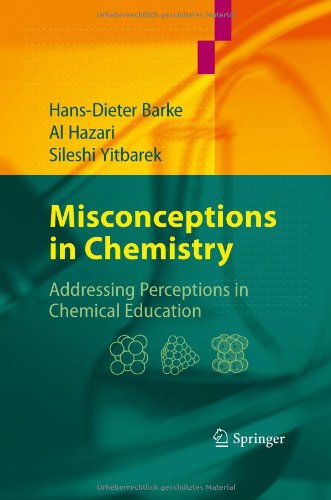 Hans-Dieter Barke
Al Hazari
Sileshi Yitbarek
Misconceptions
in Chemistry
Addressing Perceptions in
Chemical Education
Springer
Urheberrechtlich geschütztes Material